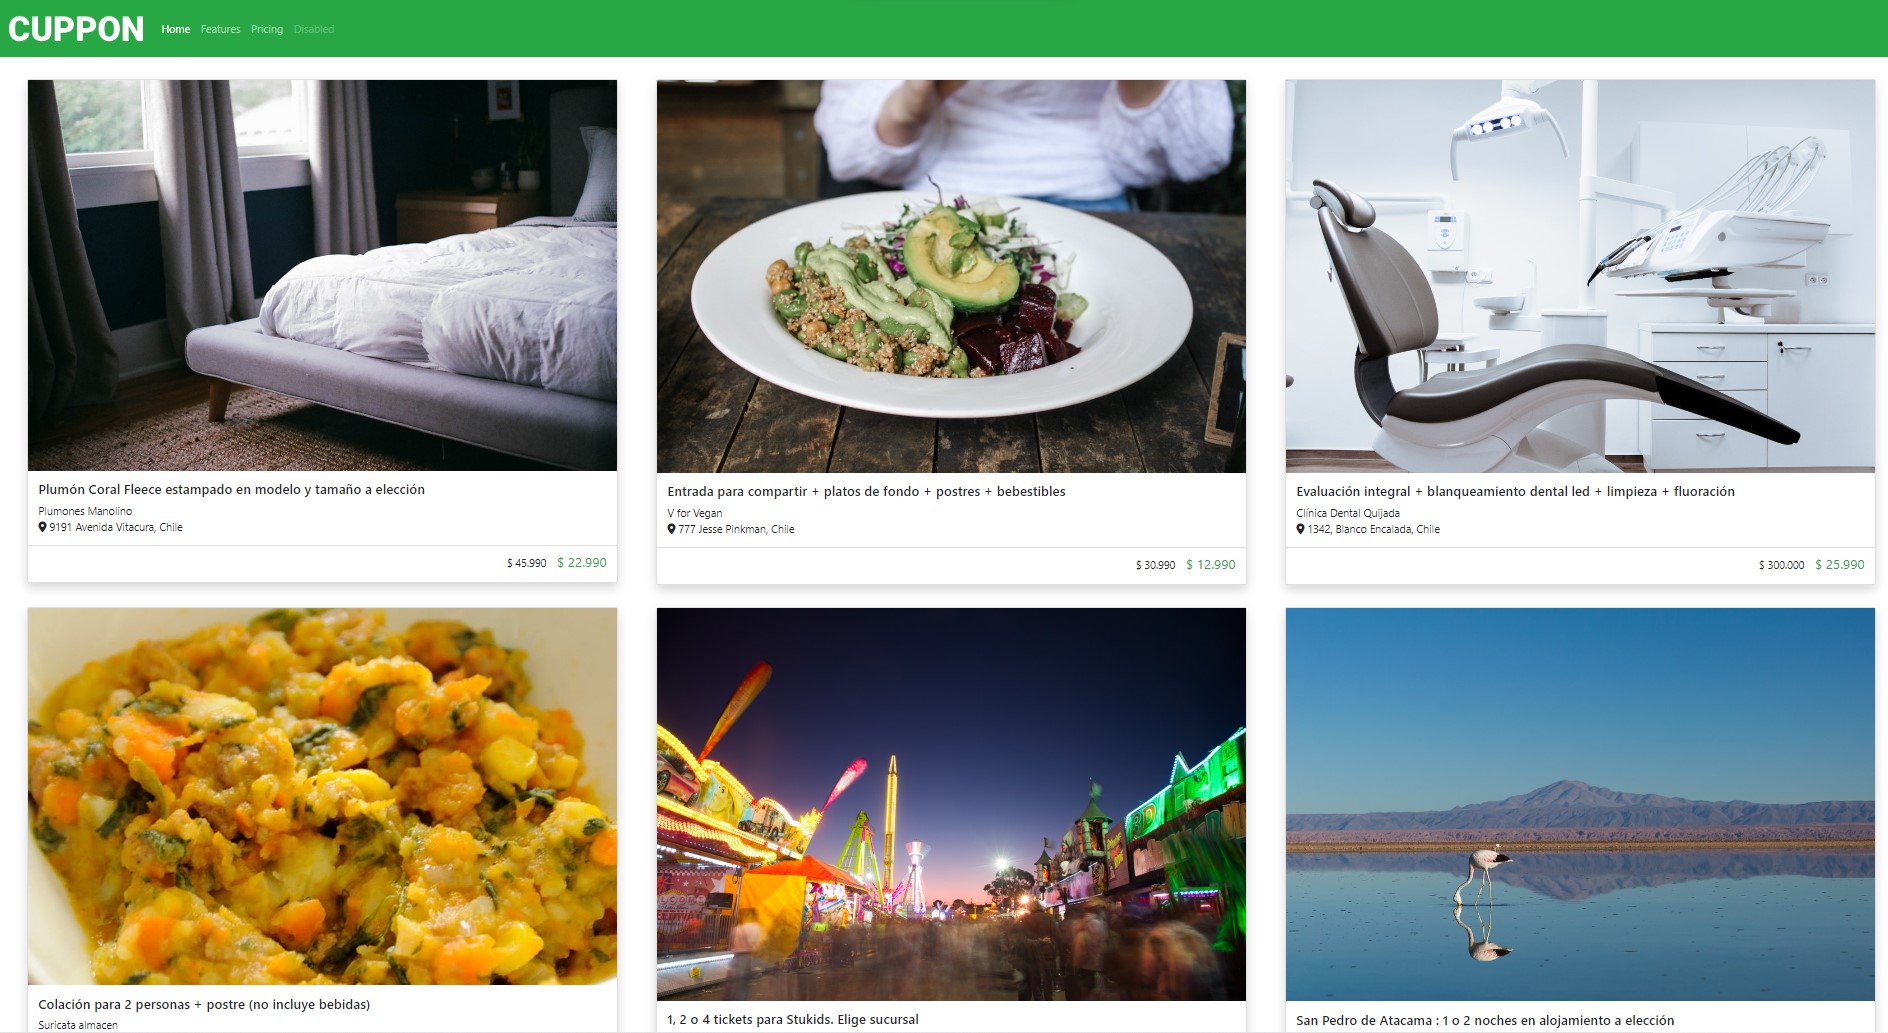 CUPPON Home Features Pricing Disabled
Plumón Coral Fleece estampado en modelo y tamaño a elección
Plumones Manolino
9191 Avenida Vitacura, Chile
$ 45.990 $ 22.990
Entrada para compartir + platos de fondo + postres + bebestibles
V for Vegan
777 Jesse Pinkman, Chile
$ 30.990 $ 12.990
Evaluación integral + blanqueamiento dental led + limpieza + fluoración
Clínica Dental Quijada
1342, Blanco Encalada, Chile
$ 300.000 $ 25.990
Colación para 2 personas + postre (no incluye bebidas)
Suricata almacen
1, 2 o 4 tickets para Stukids. Elige sucursal
San Pedro de Atacama : 1 o 2 noches en alojamiento a elección